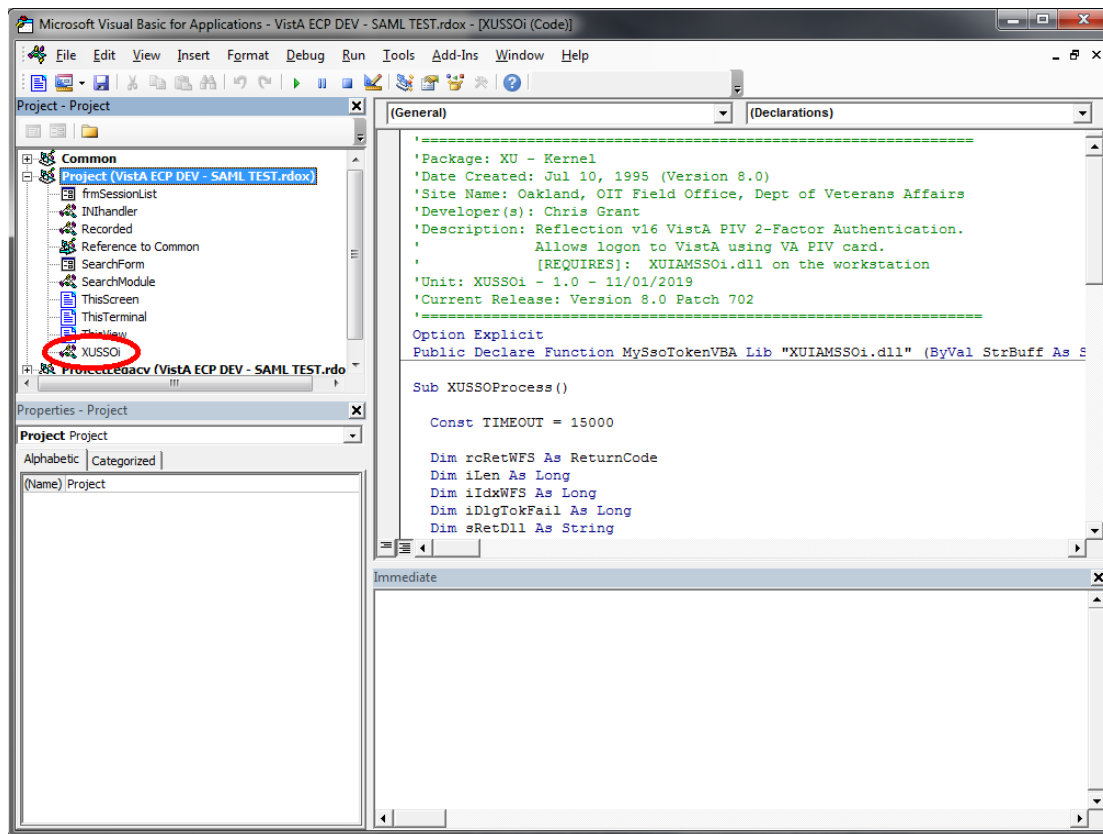 Microsoft Visual Basic for Applications - VistA ECP DEV - SAML TEST.rdox - [XUSSOi (Code)]
File Edit View Insert Format Debug Run Tools Add-Ins Window Help
Project - Project
Common
Project (VistA ECP DEV - SAML TEST.rdox)
frmSessionList
INIhandler
Recorded
Reference to Common
SearchForm
SearchModule
ThisScreen
ThisTerminal
ThisView
XUSSOi
ProjectLegacy (VistA ECP DEV - SAML TEST.rdo
Properties - Project
Project Project
Alphabetic Categorized
(Name) Project
(General) (Declarations)
'================================================================
'Package: XU - Kernel
'Date Created: Jul 10, 1995 (Version 8.0)
'Site Name: Oakland, OIT Field Office, Dept of Veterans Affairs
'Developer(s): Chris Grant
'Description: Reflection v16 VistA PIV 2-Factor Authentication.
' Allows logon to VistA using VA PIV card.
' [REQUIRES]: XUIAMSSOi.dll on the workstation
'Unit: XUSSOi - 1.0 - 11/01/2019
'Current Release: Version 8.0 Patch 702
'=================================================================
Option Explicit
Public Declare Function MySsoTokenVBA Lib "XUIAMSSOi.dll" (ByVal StrBuff As S
Sub XUSSOProcess()
Const TIMEOUT = 15000
Dim rcRetWFS As ReturnCode
Dim iLen As Long
Dim iIdxWFS As Long
Dim iDlgTokFail As Long
Dim sRetDll As String
Immediate